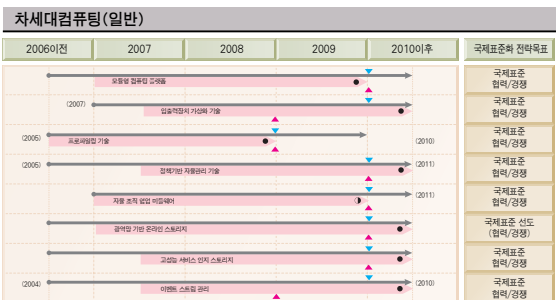 차세대컴퓨팅(일반)
2006이전 2007 2008 2009 2010이후 국제표준화 전략목표
모듈형 컴퓨팅 플랫폼 국제표준
협력/경쟁
(2007) 입출력장치 가상화 기술 국제표준
협력/경쟁
(2005) 프로파일링 기술 (2010) 국제표준
협력/경쟁
(2005) 정책기반 자율관리 기술 (2011) 국제표준
협력/경쟁
자율 조직 협업 미들웨어 (2011) 국제표준
협력/경쟁
광역망 기반 온라인 스토리지 국제표준 선도
(협력/경쟁)
고성능 서비스 인지 스토리지 국제표준
협력/경쟁
(2004) 이벤트 스트림 관리 (2010) 국제표준
협력/경쟁